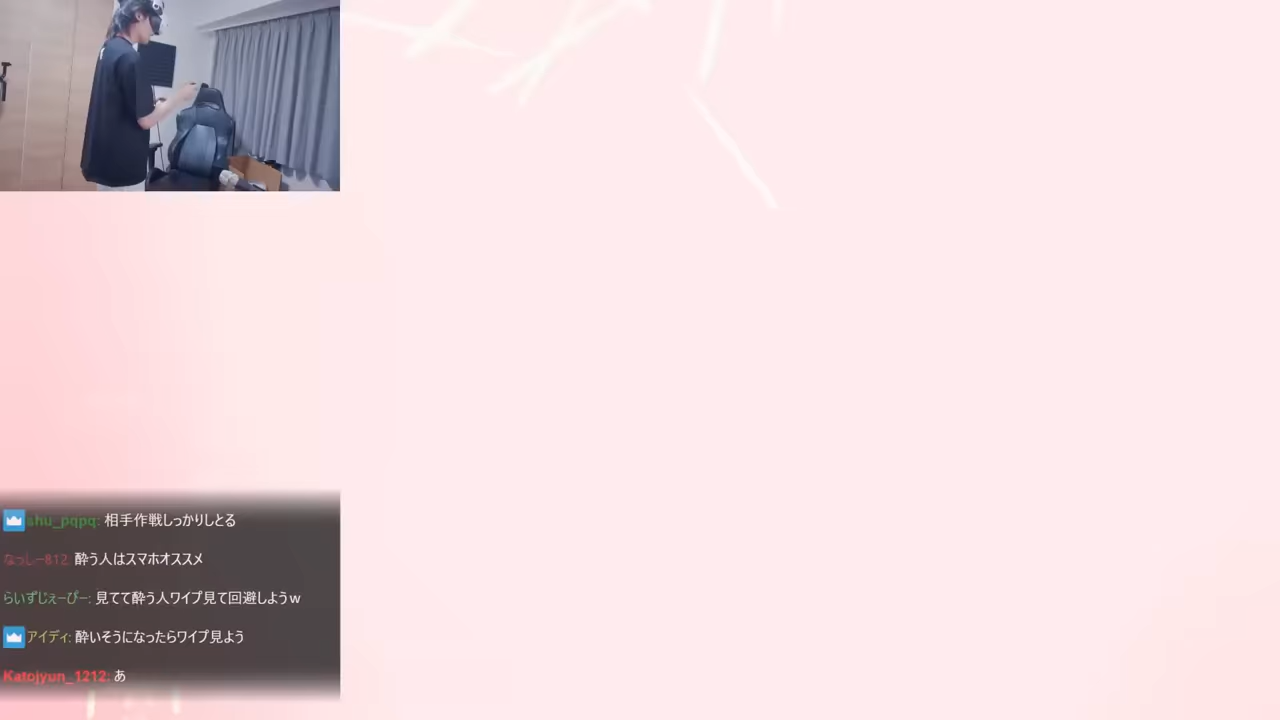 shu_pqpq: 相手作戦しっかりしとる
なっしー812: 酔う人はスマホオススメ
らいずじぇーぴー: 見てて酔う人ワイプ見て回避しようw
アイディ: 酔いそうになったらワイプ見よう
Katojyun_1212: あ